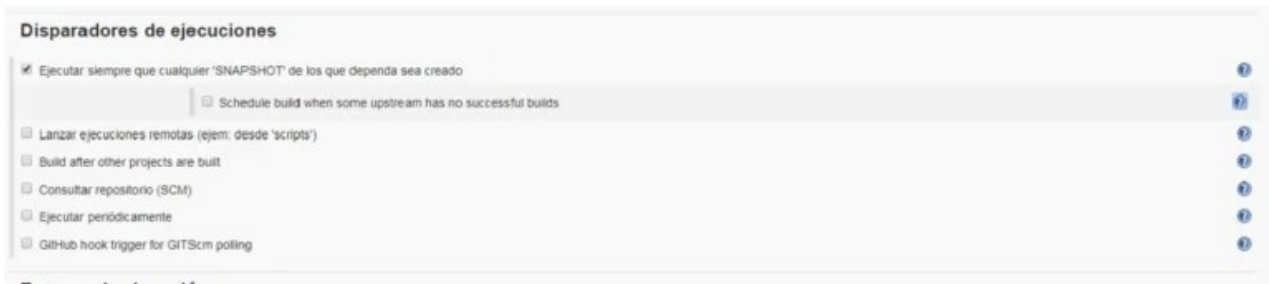 Disparadores de ejecuciones
Ejecutar siempre que cualquier 'SNAPSHOT' de los que dependa sea creado
Schedule build when some upstream has no successful builds
Lanzar ejecuciones remotas (ejem: desde 'scripts')
Build after other projects are built
Consultar repositorio (SCM)
Ejecutar periódicamente
GitHub hook trigger for GITScm polling